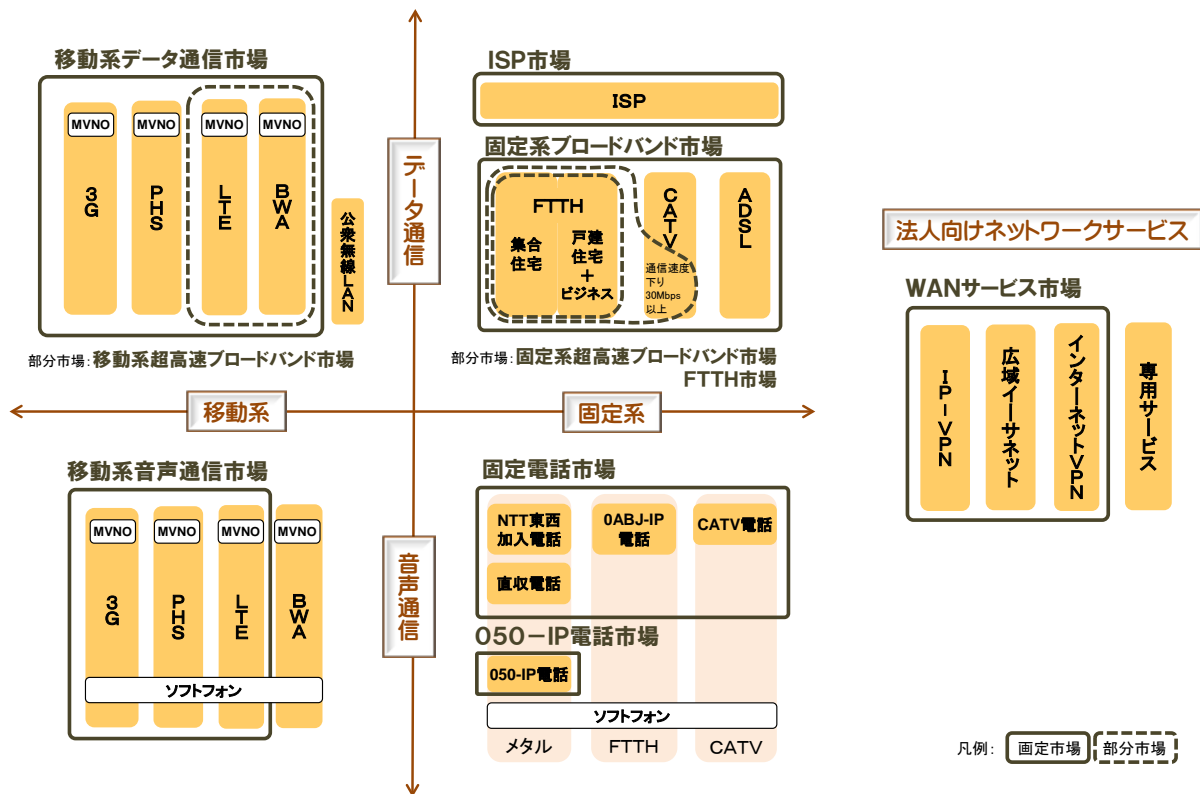 移動系データ通信市場
MVNO
MVNO
MVNO
MVNO
3G
PHS
LTE
BWA
公衆無線LAN
部分市場：移動系超高速ブロードバンド市場
データ通信
ISP市場
ISP
固定系ブロードバンド市場
FTTH
集合
住宅
戸建
住宅
＋
ビジネス
CATV
通信速度
下り
30Mbps
以上
ADSL
部分市場：固定系超高速ブロードバンド市場
FTTH市場
法人向けネットワークサービス
WANサービス市場
IP-VPN
広域イーサネット
インターネットVPN
専用サービス
移動系
固定系
移動系音声通信市場
MVNO
MVNO
MVNO
MVNO
3G
PHS
LTE
BWA
ソフトフォン
音声通信
固定電話市場
NTT東西
加入電話
0ABJ-IP
電話
CATV電話
直収電話
050－IP電話市場
050-IP電話
ソフトフォン
メタル
FTTH
CATV
凡例：
画定市場
部分市場